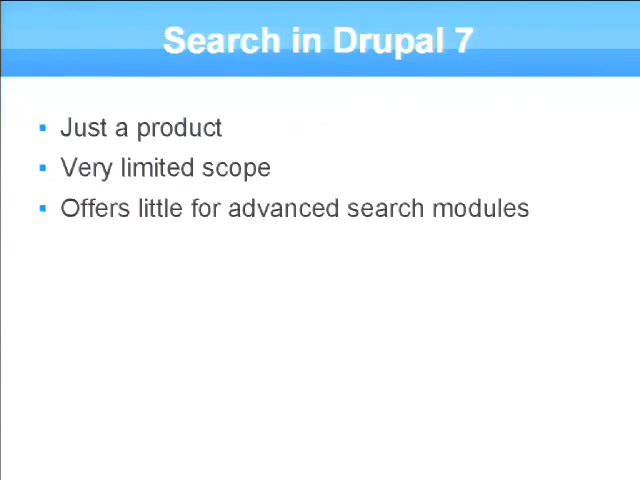 Search in Drupal 7
Just a product
Very limited scope
Offers little for advanced search modules